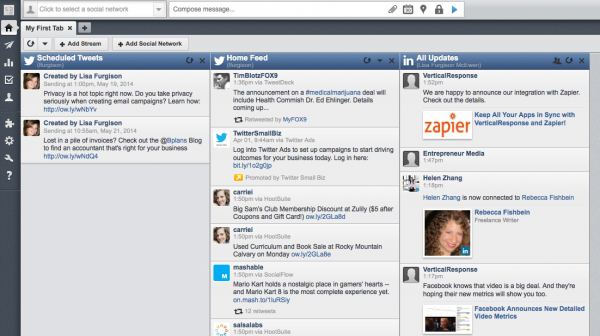 Click to select a social network
Compose message...
My First Tab
Add Stream
Add Social Network
Scheduled Tweets
(lfurgison)
Created by Lisa Furgison
Sending at 1:00pm, May 19, 2014
Privacy is a hot topic right now. Do you take privacy
seriously when creating email campaigns? Learn how:
http://ow.ly/wNbYv
Created by Lisa Furgison
Sending at 10:55am, May 21, 2014
Lost in a pile of invoices? Check out the @Bplans Blog
to find an accountant that's right for your business
http://ow.ly/wNdQ4
Home Feed
(lfurgison)
TimBlotzFOX9
1:30pm via TweetDeck
The announcement on a #medicalmarijuana deal
will include Health Commish Dr. Ed Ehlinger. Details
coming up...
Retweeted by MyFOX9
TwitterSmallBiz
Apr 01, 9:44am via Twitter Ads
Log into Twitter Ads to set up campaigns to start driving
outcomes for your business today. Log in here:
bit.ly/1o2g0jp
Promoted by Twitter Small Biz
carriei
1:50pm via HootSuite
Big Sam's Club Membership Discount at Zulily ($5 after
Coupons and Gift Card!) ow.ly/2GLa8d
carriei
1:50pm via HootSuite
Used Curriculum and Book Sale at Rocky Mountain
Calvary on Monday ow.ly/2GLa6e
mashable
1:50pm via SocialFlow
Mario Kart holds a nostalgic place in gamers' hearts --
and Mario Kart 8 is the most complete experience yet.
on.mash.to/1iuRSiy
12 retweets
salsalabs
1:50pm via HootSuite
All Updates
(Lisa Furgison McEwen)
1:52pm
VerticalResponse
We are happy to announce our integration with Zapier.
Check out the details.
zapier
Keep All Your Apps in Sync with
VerticalResponse and Zapier!
Entrepreneur Media
1:47pm
Helen Zhang
1:18pm
Helen Zhang is now connected to Rebecca Fishbein
Rebecca Fishbein
Freelance Writer
in
VerticalResponse
1:17pm
Facebook knows that video is a big deal. And they're
hoping their new metrics will show you too.
Facebook Announces New Detailed
Video Metrics